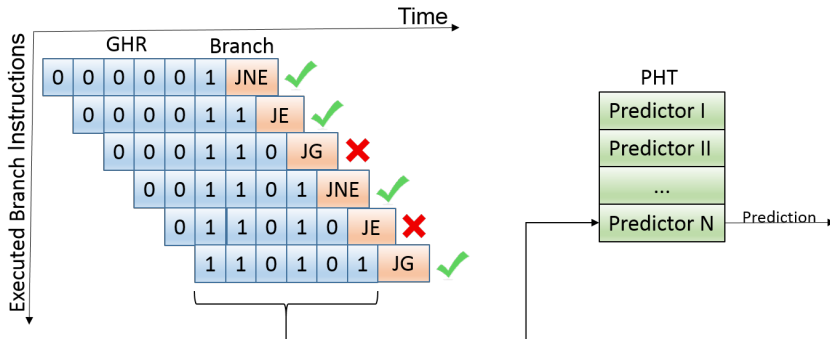 Time
GHR Branch
Executed Branch Instructions
0 0 0 0 0 1 JNE
0 0 0 0 1 1 JE
0 0 0 1 1 0 JG
0 0 1 1 0 1 JNE
0 1 1 0 1 0 JE
1 1 0 1 0 1 JG
PHT
Predictor I
Predictor II
...
Predictor N
Prediction